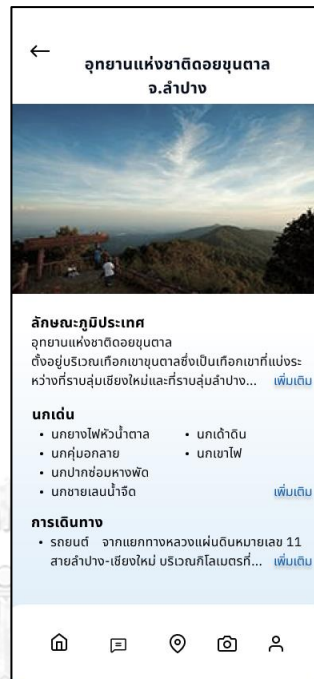 อุทยานแห่งชาติดอยขุนตาล
จ.ลำปาง
ลักษณะภูมิประเทศ
อุทยานแห่งชาติดอยขุนตาล
ตั้งอยู่บริเวณเทือกเขาขุนตาลซึ่งเป็นเทือกเขาที่แบ่งระ
หว่างที่ราบลุ่มเชียงใหม่และที่ราบลุ่มลำปาง... เพิ่มเติม
นกเด่น
• นกยางไฟหัวน้ำตาล • นกเด้าดิน
• นกคุ่มอกลาย • นกเขาไฟ
• นกปากซ่อมหางพัด
• นกชายเลนน้ำจืด เพิ่มเติม
การเดินทาง
• รถยนต์ จากแยกทางหลวงแผ่นดินหมายเลข 11
สายลำปาง-เชียงใหม่ บริเวณกิโลเมตรที่... เพิ่มเติม